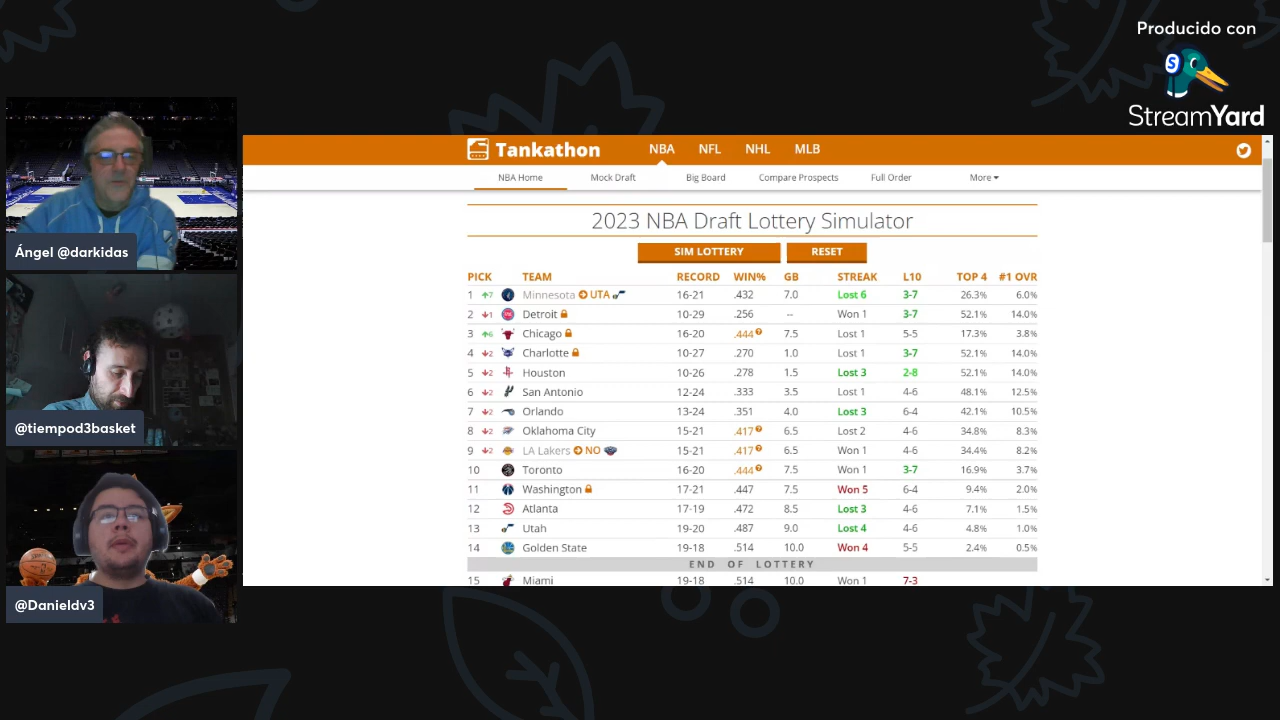 Producido con
StreamYard
Ángel @darkidas
@tiempod3basket
@Danieldv3
Tankathon NBA NFL NHL MLB
NBA Home Mock Draft Big Board Compare Prospects Full Order More
2023 NBA Draft Lottery Simulator
SIM LOTTERY RESET
PICK TEAM RECORD WIN% GB STREAK L10 TOP 4 #1 OVR
1 7 Minnesota UTA 16-21 .432 7.0 Lost 6 3-7 26.3% 6.0%
2 1 Detroit 10-29 .256 -- Won 1 3-7 52.1% 14.0%
3 6 Chicago 16-20 .444 7.5 Lost 1 5-5 17.3% 3.8%
4 2 Charlotte 10-27 .270 1.0 Lost 1 3-7 52.1% 14.0%
5 2 Houston 10-26 .278 1.5 Lost 3 2-8 52.1% 14.0%
6 2 San Antonio 12-24 .333 3.5 Lost 1 4-6 48.1% 12.5%
7 2 Orlando 13-24 .351 4.0 Lost 3 6-4 42.1% 10.5%
8 2 Oklahoma City 15-21 .417 6.5 Lost 2 4-6 34.8% 8.3%
9 2 LA Lakers NO 15-21 .417 6.5 Won 1 4-6 34.4% 8.2%
10 Toronto 16-20 .444 7.5 Won 1 3-7 16.9% 3.7%
11 Washington 17-21 .447 7.5 Won 5 6-4 9.4% 2.0%
12 Atlanta 17-19 .472 8.5 Lost 3 4-6 7.1% 1.5%
13 Utah 19-20 .487 9.0 Lost 4 4-6 4.8% 1.0%
14 Golden State 19-18 .514 10.0 Won 4 5-5 2.4% 0.5%
END OF LOTTERY
15 Miami 19-18 .514 10.0 Won 1 7-3